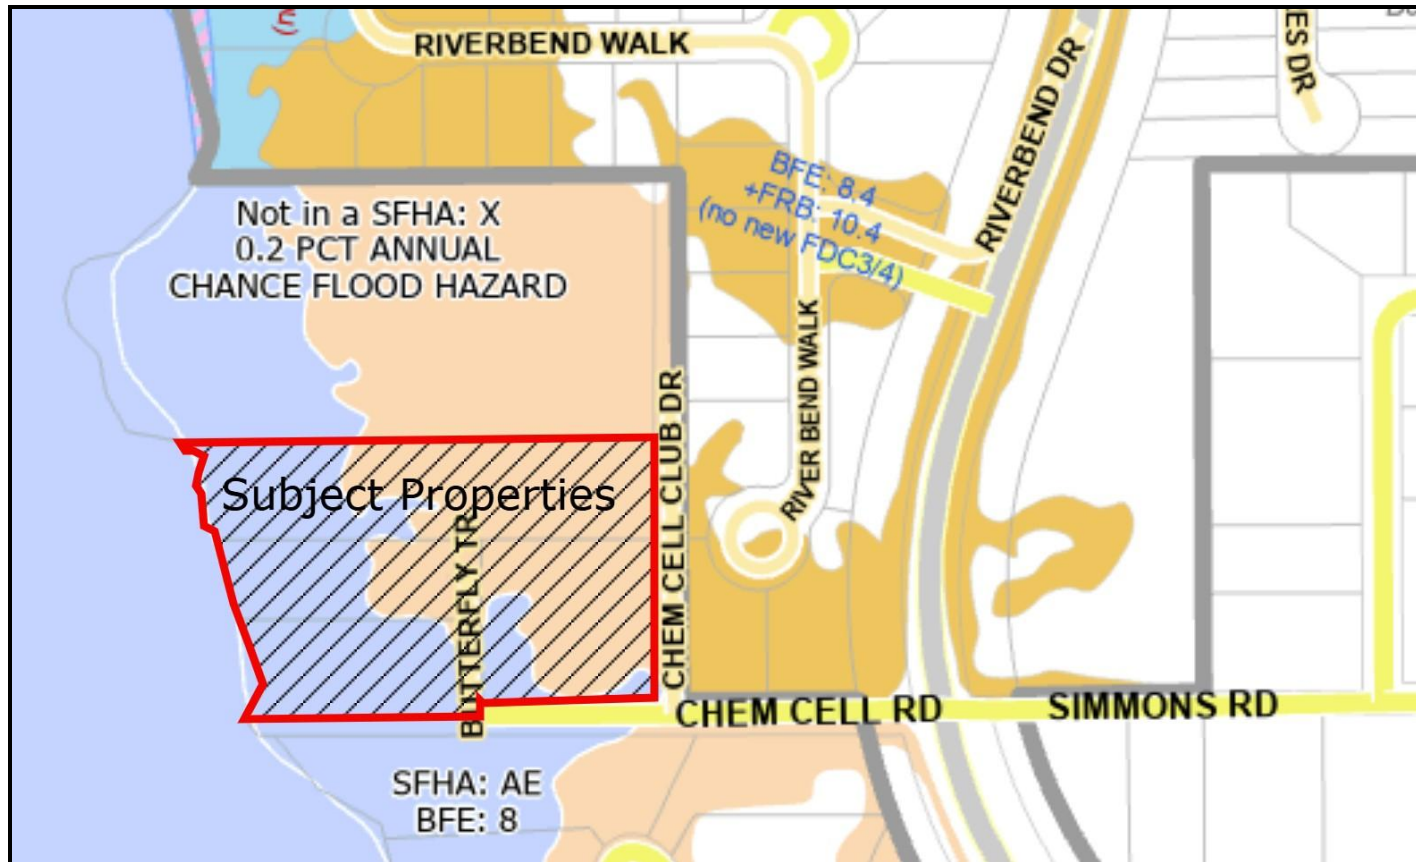 RIVERBEND WALK
RIVERBEND DR
ES DR
BFE: 8.4
+FRB: 10.4
(no new FDC3/4)
Not in a SFHA: X
0.2 PCT ANNUAL
CHANCE FLOOD HAZARD
RIVER BEND WALK
CHEM CELL CLUB DR
Subject Properties
BUTTERFLY TR
CHEM CELL RD
SIMMONS RD
SFHA: AE
BFE: 8